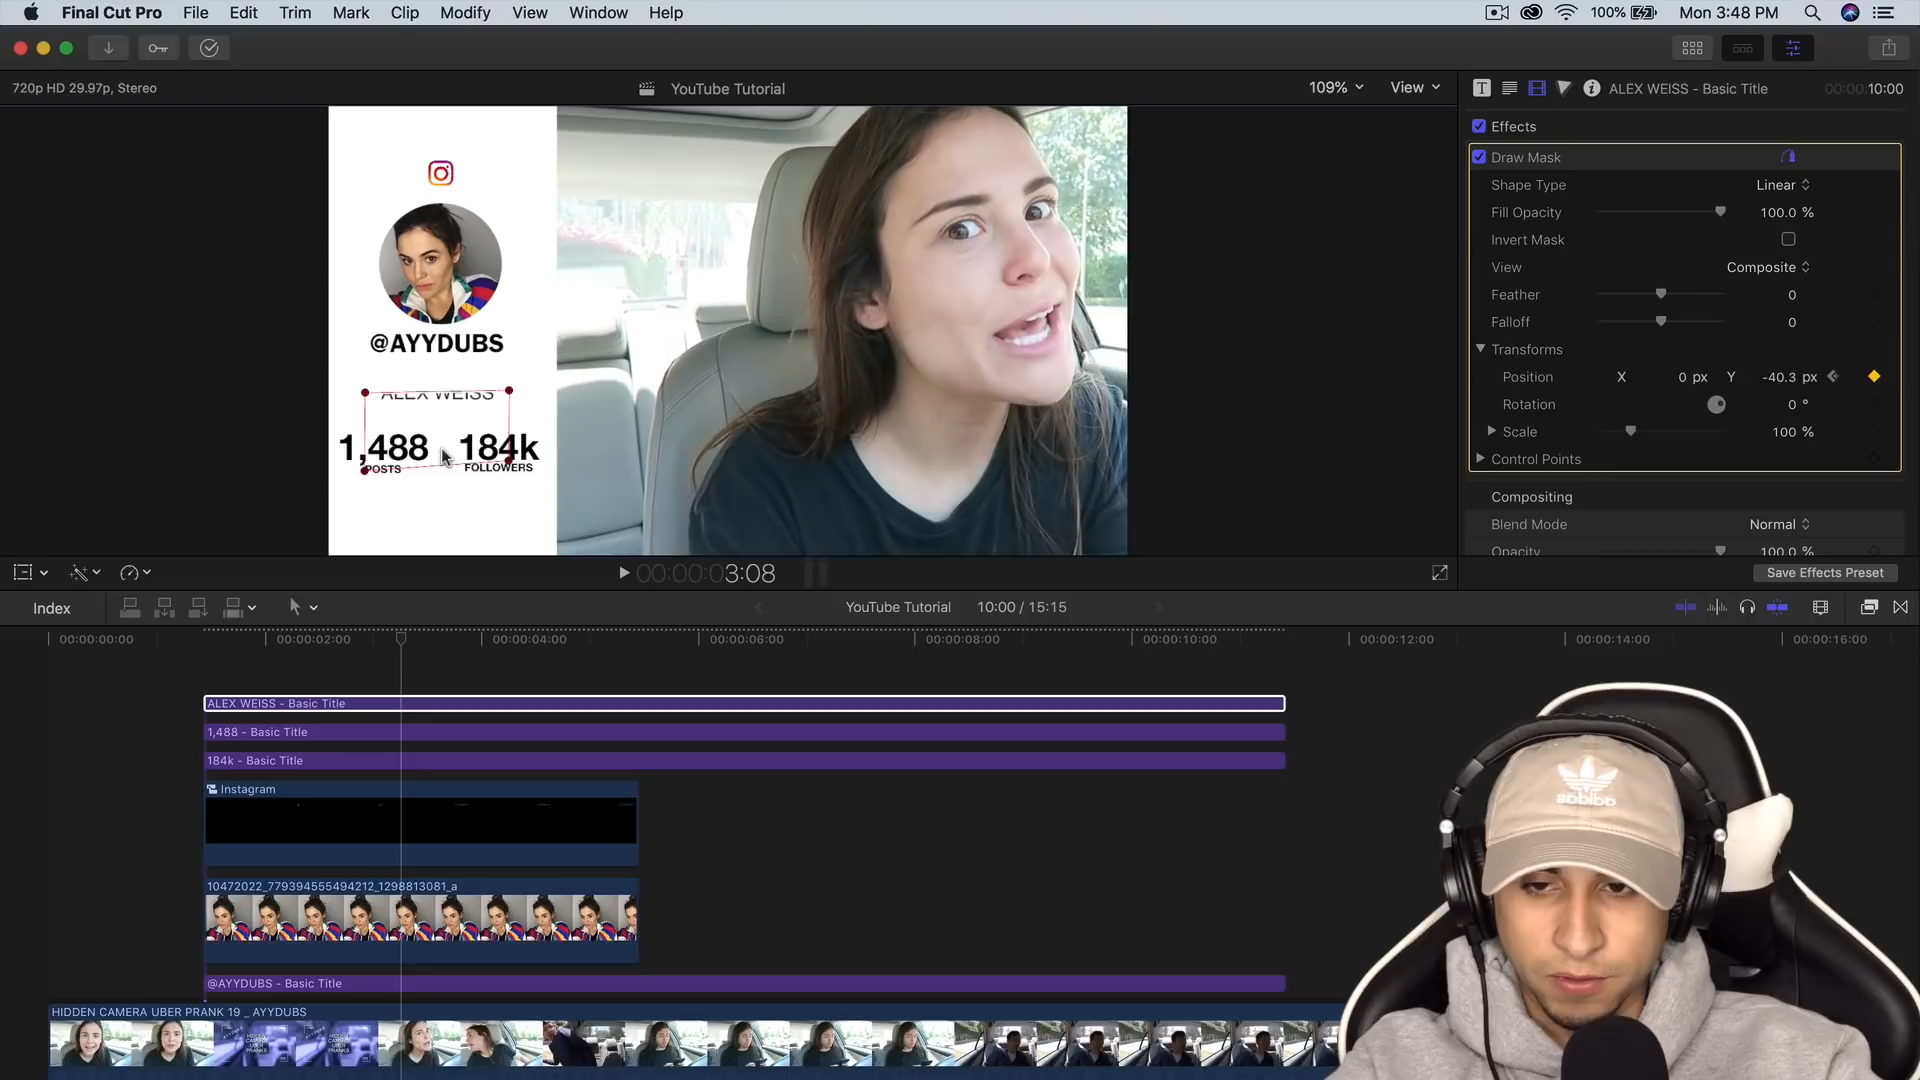 Final Cut Pro File Edit Trim Mark Clip Modify View Window Help 100% Mon 3:48 PM
720p HD 29.97p, Stereo YouTube Tutorial 109% View ALEX WEISS - Basic Title 00:00:10:00
@AYYDUBS
ALEX WEISS
1,488 184k
POSTS FOLLOWERS
Effects
Draw Mask
Shape Type Linear
Fill Opacity 100.0 %
Invert Mask
View Composite
Feather 0
Falloff 0
Transforms
Position X 0 px Y -40.3 px
Rotation 0 °
Scale 100 %
Control Points
Compositing
Blend Mode Normal
Opacity 100.0 %
00:00:03:08 Save Effects Preset
Index YouTube Tutorial 10:00 / 15:15
00:00:00:00 00:00:02:00 00:00:04:00 00:00:06:00 00:00:08:00 00:00:10:00 00:00:12:00 00:00:14:00 00:00:16:00
ALEX WEISS - Basic Title
1,488 - Basic Title
184k - Basic Title
Instagram
10472022_779394555494212_1298813081_a
@AYYDUBS - Basic Title
HIDDEN CAMERA UBER PRANK 19 _ AYYDUBS
adidas